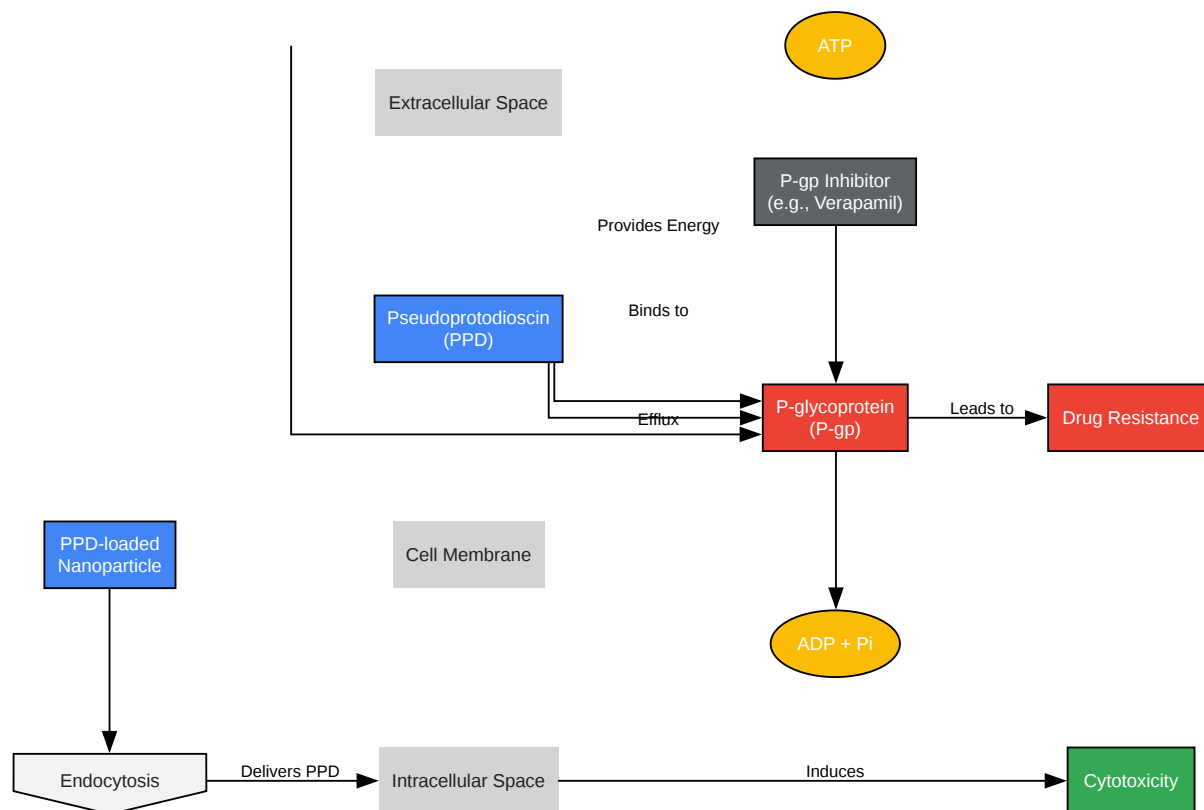 ATP
Extracellular Space
P-gp Inhibitor
(e.g., Verapamil)
Provides Energy
Binds to
Pseudoprotodioscin
(PPD)
Efflux
P-glycoprotein
(P-gp)
Leads to
Drug Resistance
PPD-loaded
Nanoparticle
Cell Membrane
ADP + Pi
Endocytosis
Delivers PPD
Intracellular Space
Induces
Cytotoxicity